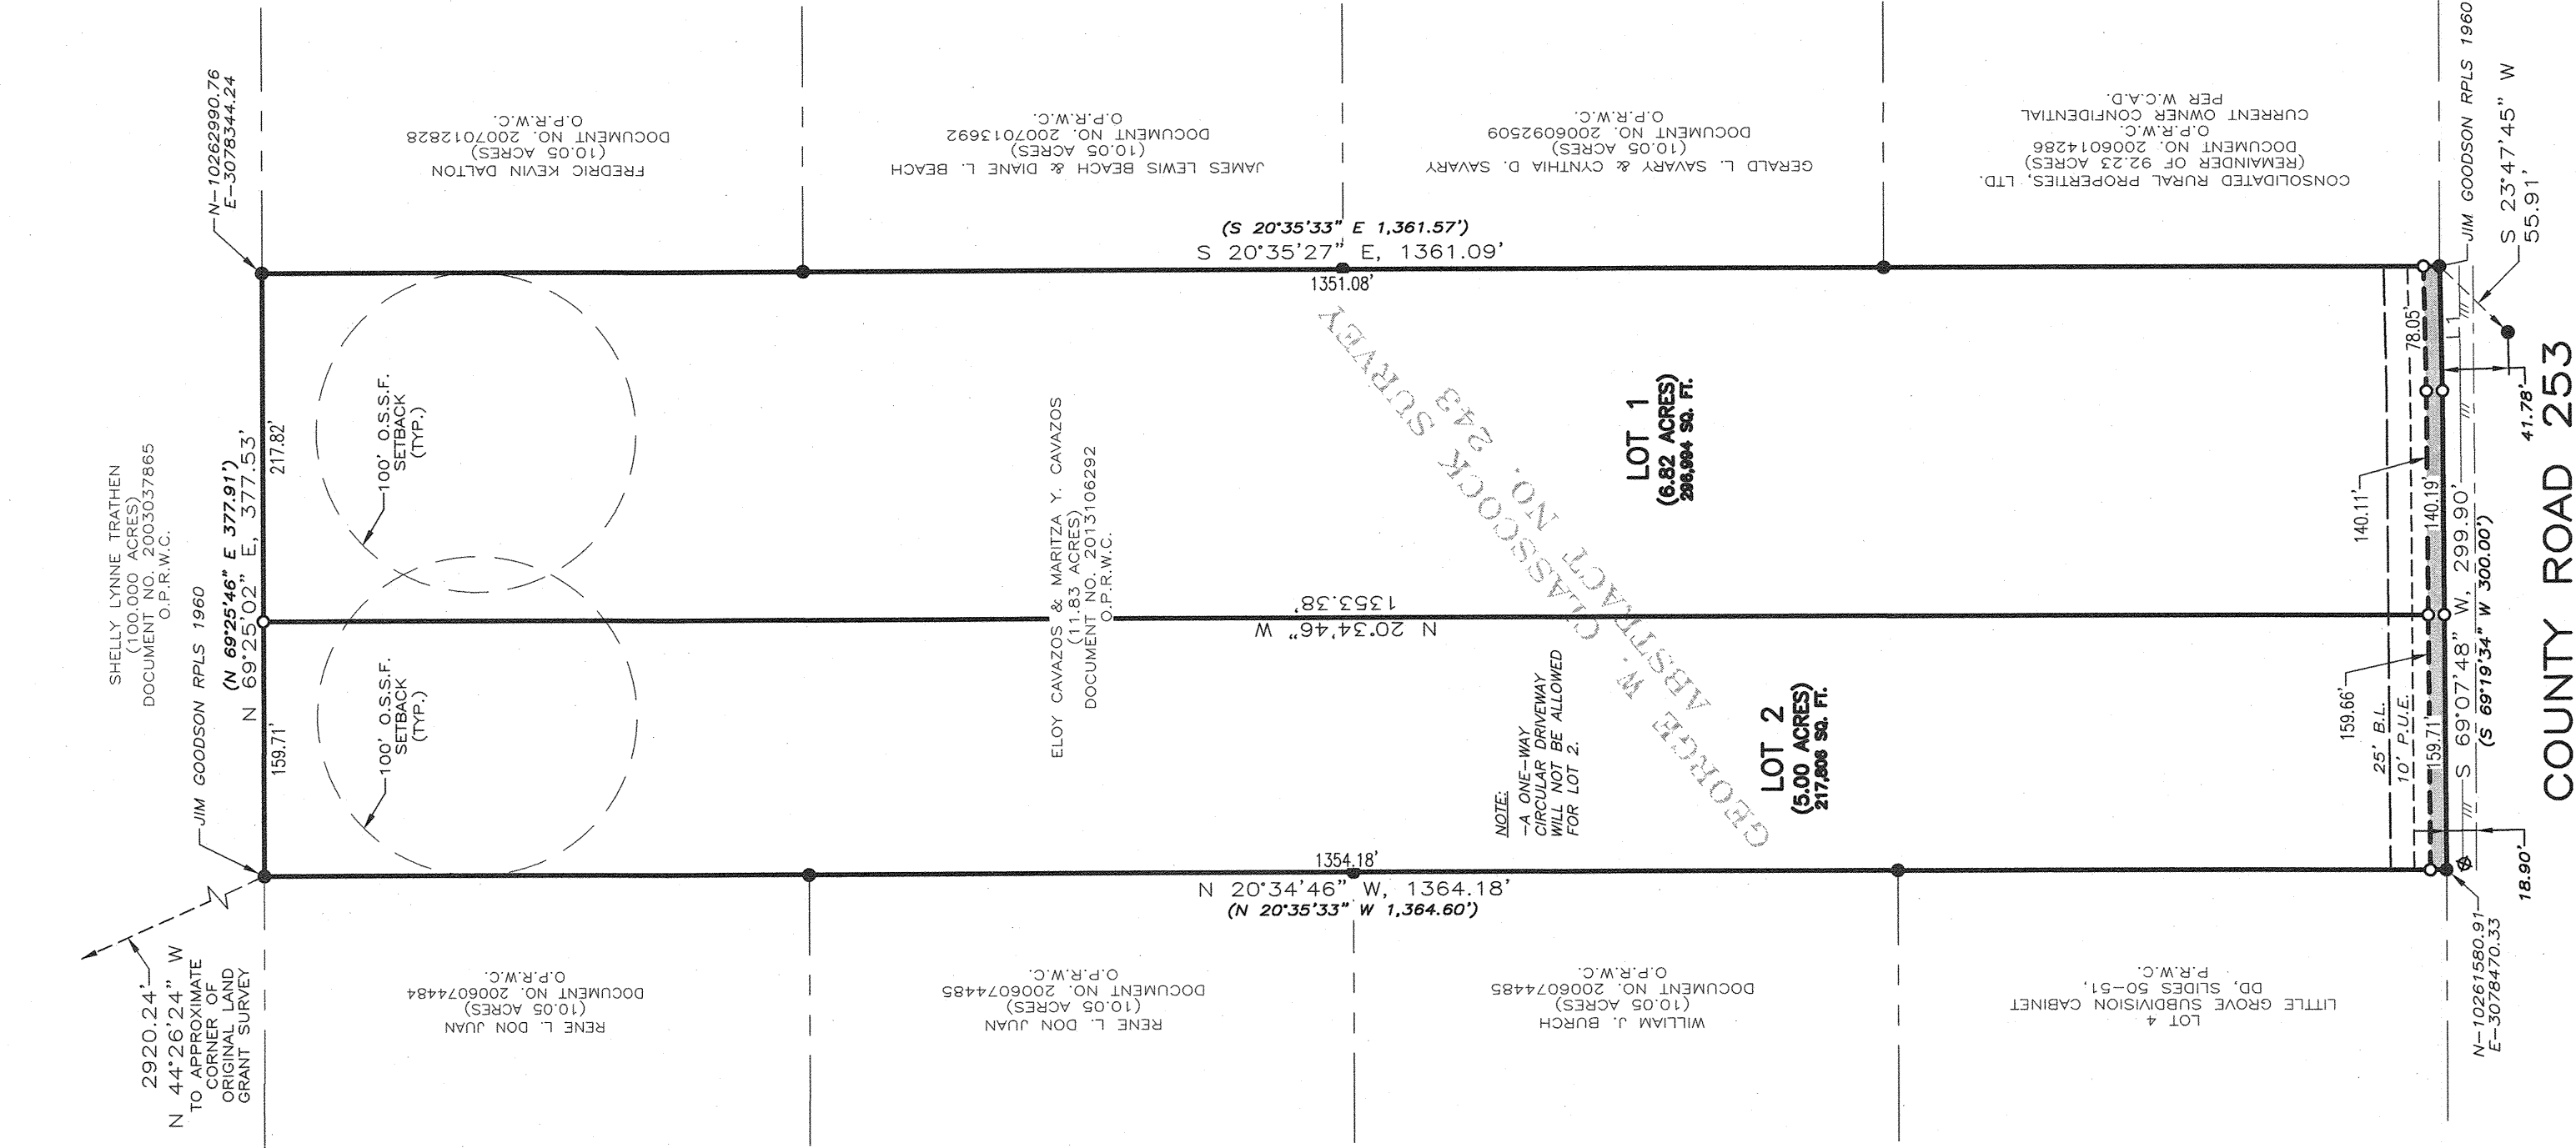 SHELLY LYNNE TRATHEN
(100.000 ACRES)
DOCUMENT NO. 2003037865
O.P.R.W.C.
JIM GOODSON RPLS 1960
(N 69°25'46" E 377.91')
N 69°25'02" E, 377.53'
159.71'
217.82'
N-10262990.76
E-3078344.24
2920.24'
N 44°26'24" W
TO APPROXIMATE
CORNER OF
ORIGINAL LAND
GRANT SURVEY
100' O.S.S.F.
SETBACK
(TYP.)
100' O.S.S.F.
SETBACK
(TYP.)
FREDRIC KEVIN DALTON
(10.05 ACRES)
DOCUMENT NO. 2007012828
O.P.R.W.C.
JAMES LEWIS BEACH & DIANE L. BEACH
(10.05 ACRES)
DOCUMENT NO. 2007013692
O.P.R.W.C.
GERALD L. SAVARY & CYNTHIA D. SAVARY
(10.05 ACRES)
DOCUMENT NO. 2006092509
O.P.R.W.C.
CONSOLIDATED RURAL PROPERTIES, LTD.
(REMAINDER OF 92.23 ACRES)
DOCUMENT NO. 2006014286
O.P.R.W.C.
CURRENT OWNER CONFIDENTIAL
PER W.C.A.D.
(S 20°35'33" E 1,361.57')
S 20°35'27" E, 1361.09'
1351.08'
ELOY CAVAZOS & MARITZA Y. CAVAZOS
(11.83 ACRES)
DOCUMENT NO. 2013106292
O.P.R.W.C.
N 20°34'46" W
1353.38'
GEORGE W. GLASSCOCK SURVEY
ABSTRACT NO. 243
LOT 1
(6.82 ACRES)
296,994 SQ. FT.
NOTE:
-A ONE-WAY
CIRCULAR DRIVEWAY
WILL NOT BE ALLOWED
FOR LOT 2.
LOT 2
(5.00 ACRES)
217,806 SQ. FT.
1354.18'
N 20°34'46" W, 1364.18'
(N 20°35'33" W 1,364.60')
RENE L. DON JUAN
(10.05 ACRES)
DOCUMENT NO. 2006074484
O.P.R.W.C.
RENE L. DON JUAN
(10.05 ACRES)
DOCUMENT NO. 2006074485
O.P.R.W.C.
WILLIAM J. BURCH
(10.05 ACRES)
DOCUMENT NO. 2006074485
O.P.R.W.C.
LOT 4
LITTLE GROVE SUBDIVISION CABINET
DD, SLIDES 50-51,
P.R.W.C.
159.66'
140.11'
25' B.L.
10' P.U.E.
159.71'
140.19'
78.05'
L1
S 69°07'48" W, 299.90'
(S 69°19'34" W 300.00')
JIM GOODSON RPLS 1960
S 23°47'45" W
55.91'
41.78'
18.90'
N-10261580.91
E-3078470.33
COUNTY ROAD 253